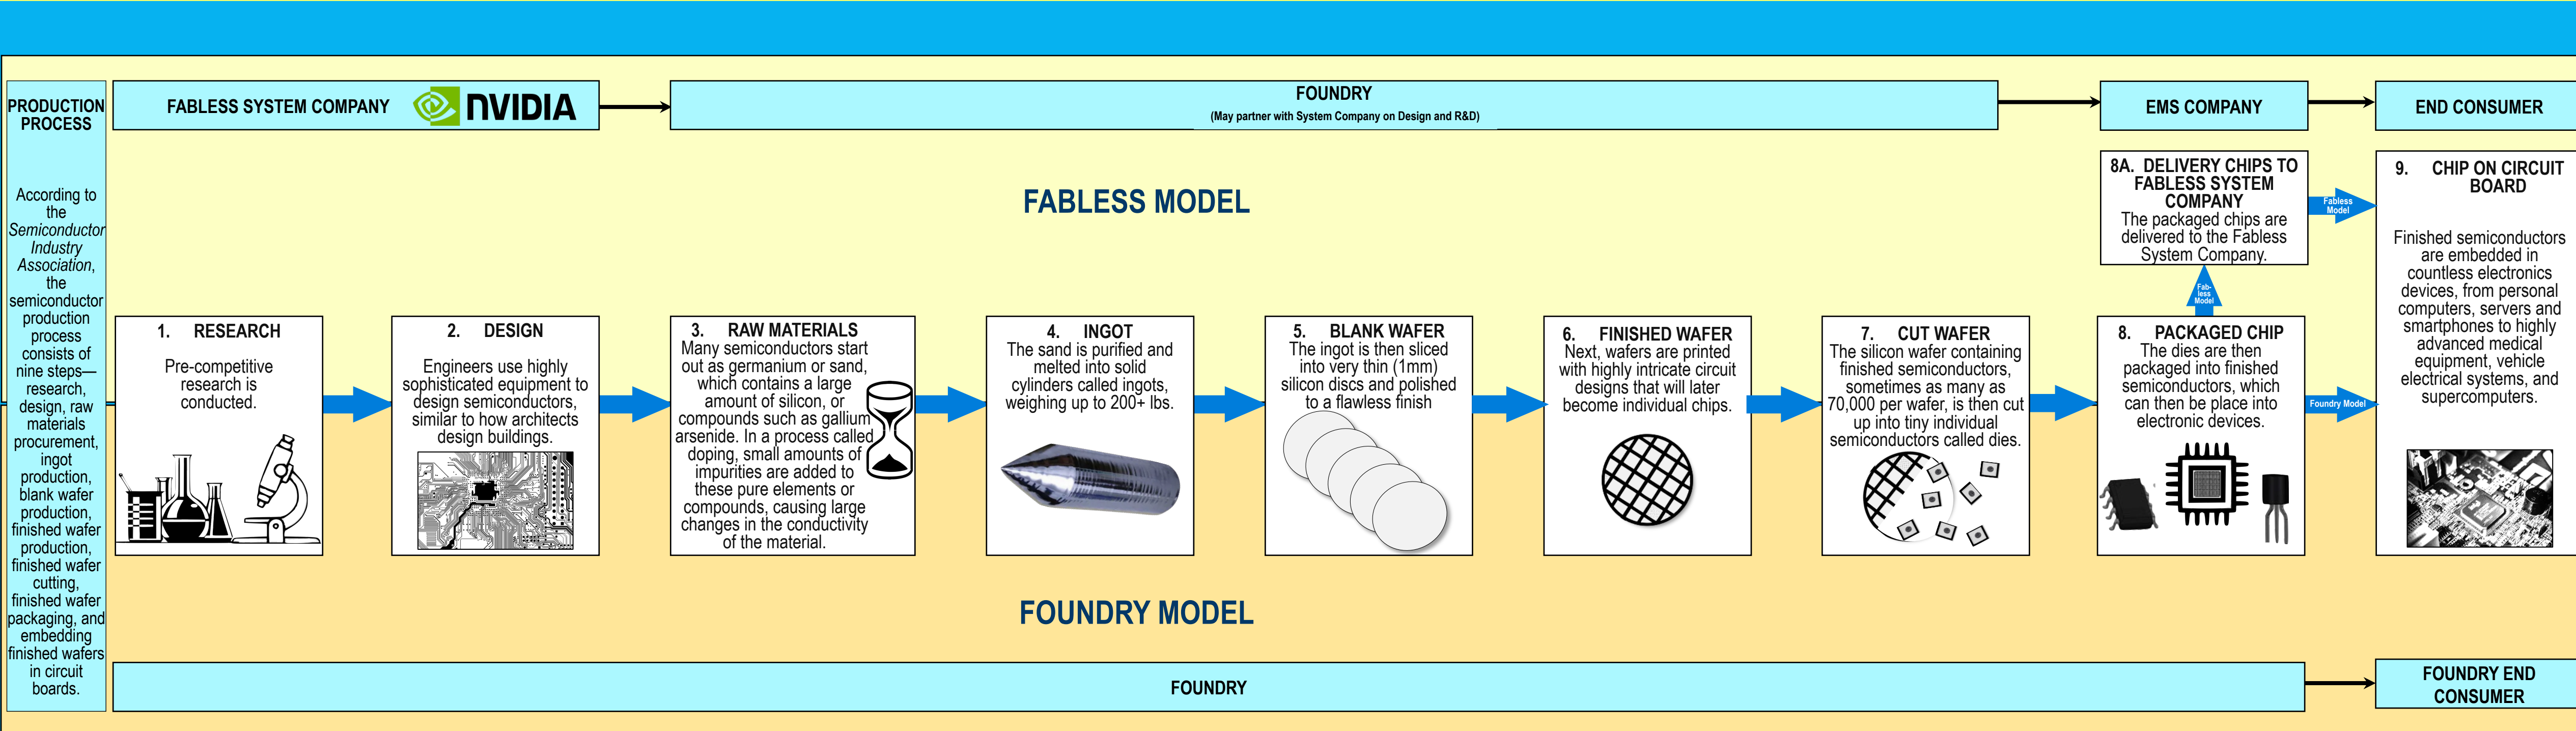 PRODUCTION
PROCESS
According to
the
Semiconductor
Industry
Association,
the
semiconductor
production
process
consists of
nine steps—
research,
design, raw
materials
procurement,
ingot
production,
blank wafer
production,
finished wafer
production,
finished wafer
cutting,
finished wafer
packaging, and
embedding
finished wafers
in circuit
boards.
FABLESS SYSTEM COMPANY
NVIDIA
FOUNDRY
(May partner with System Company on Design and R&D)
EMS COMPANY
END CONSUMER
FABLESS MODEL
1. RESEARCH
Pre-competitive
research is
conducted.
2. DESIGN
Engineers use highly
sophisticated equipment to
design semiconductors,
similar to how architects
design buildings.
3. RAW MATERIALS
Many semiconductors start
out as germanium or sand,
which contains a large
amount of silicon, or
compounds such as gallium
arsenide. In a process called
doping, small amounts of
impurities are added to
these pure elements or
compounds, causing large
changes in the conductivity
of the material.
4. INGOT
The sand is purified and
melted into solid
cylinders called ingots,
weighing up to 200+ lbs.
5. BLANK WAFER
The ingot is then sliced
into very thin (1mm)
silicon discs and polished
to a flawless finish
6. FINISHED WAFER
Next, wafers are printed
with highly intricate circuit
designs that will later
become individual chips.
7. CUT WAFER
The silicon wafer containing
finished semiconductors,
sometimes as many as
70,000 per wafer, is then cut
up into tiny individual
semiconductors called dies.
8. PACKAGED CHIP
The dies are then
packaged into finished
semiconductors, which
can then be place into
electronic devices.
Fab-
less
Model
8A. DELIVERY CHIPS TO
FABLESS SYSTEM
COMPANY
The packaged chips are
delivered to the Fabless
System Company.
Fabless
Model
Foundry Model
9. CHIP ON CIRCUIT
BOARD
Finished semiconductors
are embedded in
countless electronics
devices, from personal
computers, servers and
smartphones to highly
advanced medical
equipment, vehicle
electrical systems, and
supercomputers.
FOUNDRY MODEL
FOUNDRY
FOUNDRY END
CONSUMER